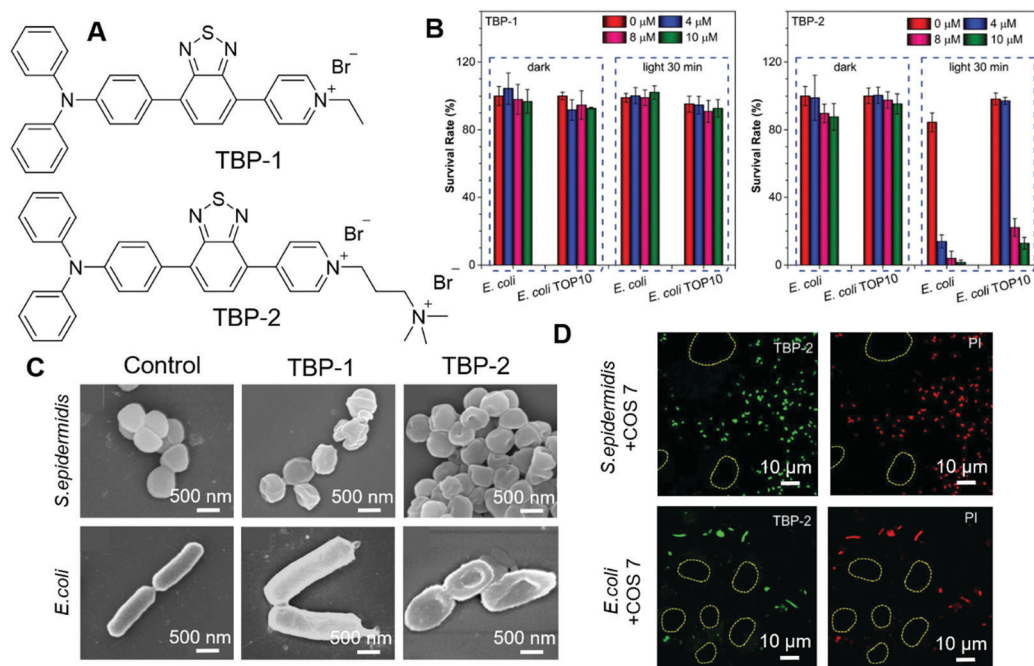 A
S
N N
N
N
+
Br⁻
TBP-1
S
N N
N
N
+
Br⁻
Br⁻
N
+
TBP-2
B
TBP-1
0 μM 4 μM
8 μM 10 μM
dark light 30 min
Survival Rate (%)
120
80
40
0
E. coli E. coli TOP10 E. coli E. coli TOP10
TBP-2
0 μM 4 μM
8 μM 10 μM
dark light 30 min
Survival Rate (%)
120
80
40
0
E. coli E. coli TOP10 E. coli E. coli TOP10
C
Control TBP-1 TBP-2
S.epidermidis
500 nm 500 nm 500 nm
E.coli
500 nm 500 nm 500 nm
D
S.epidermidis
+COS 7
TBP-2 PI
10 μm 10 μm
E.coli
+COS 7
TBP-2 PI
10 μm 10 μm